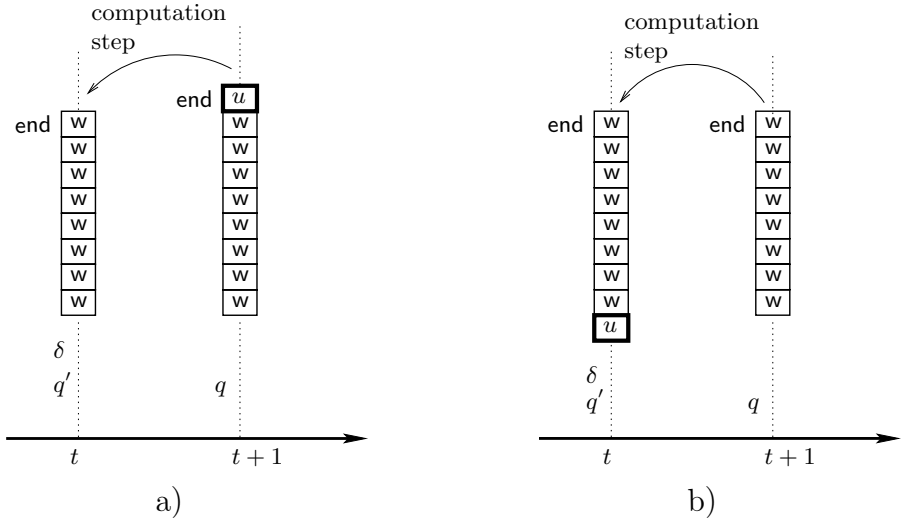 computation
step
end u
end w w
w w
w w
w w
w w
w w
w w
w w
δ
q′ q
t t + 1
a)
computation
step
end w end w
w w
w w
w w
w w
w w
w w
w w
u
δ
q′ q
t t + 1
b)